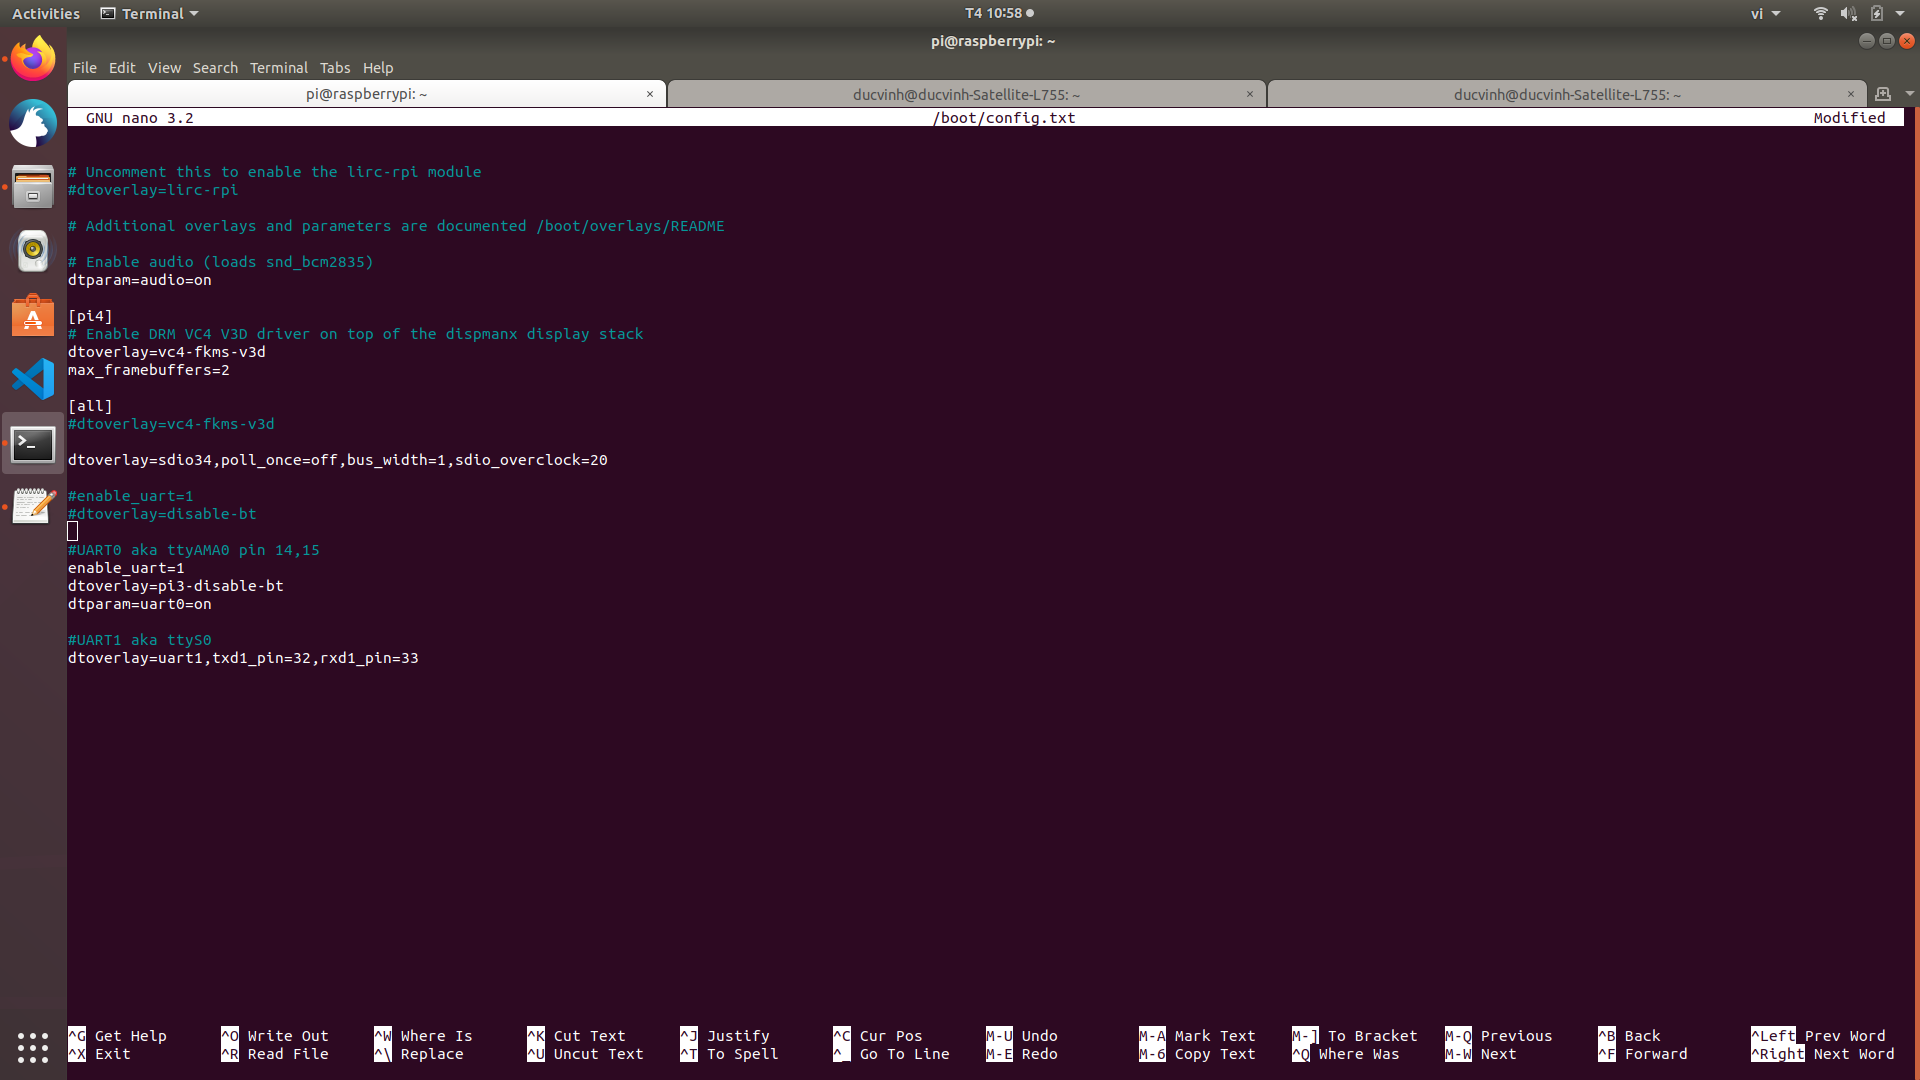 Activities Terminal T4 10:58 vi
pi@raspberrypi: ~
File Edit View Search Terminal Tabs Help
pi@raspberrypi: ~ × ducvinh@ducvinh-Satellite-L755: ~ × ducvinh@ducvinh-Satellite-L755: ~ ×
GNU nano 3.2 /boot/config.txt Modified
# Uncomment this to enable the lirc-rpi module
#dtoverlay=lirc-rpi
# Additional overlays and parameters are documented /boot/overlays/README
# Enable audio (loads snd_bcm2835)
dtparam=audio=on
[pi4]
# Enable DRM VC4 V3D driver on top of the dispmanx display stack
dtoverlay=vc4-fkms-v3d
max_framebuffers=2
[all]
#dtoverlay=vc4-fkms-v3d
dtoverlay=sdio34,poll_once=off,bus_width=1,sdio_overclock=20
#enable_uart=1
#dtoverlay=disable-bt
#UART0 aka ttyAMA0 pin 14,15
enable_uart=1
dtoverlay=pi3-disable-bt
dtparam=uart0=on
#UART1 aka ttyS0
dtoverlay=uart1,txd1_pin=32,rxd1_pin=33
^G Get Help ^O Write Out ^W Where Is ^K Cut Text ^J Justify ^C Cur Pos M-U Undo M-A Mark Text M-] To Bracket M-Q Previous ^B Back ^Left Prev Word
^X Exit ^R Read File ^\ Replace ^U Uncut Text ^T To Spell ^_ Go To Line M-E Redo M-6 Copy Text ^Q Where Was M-W Next ^F Forward ^Right Next Word